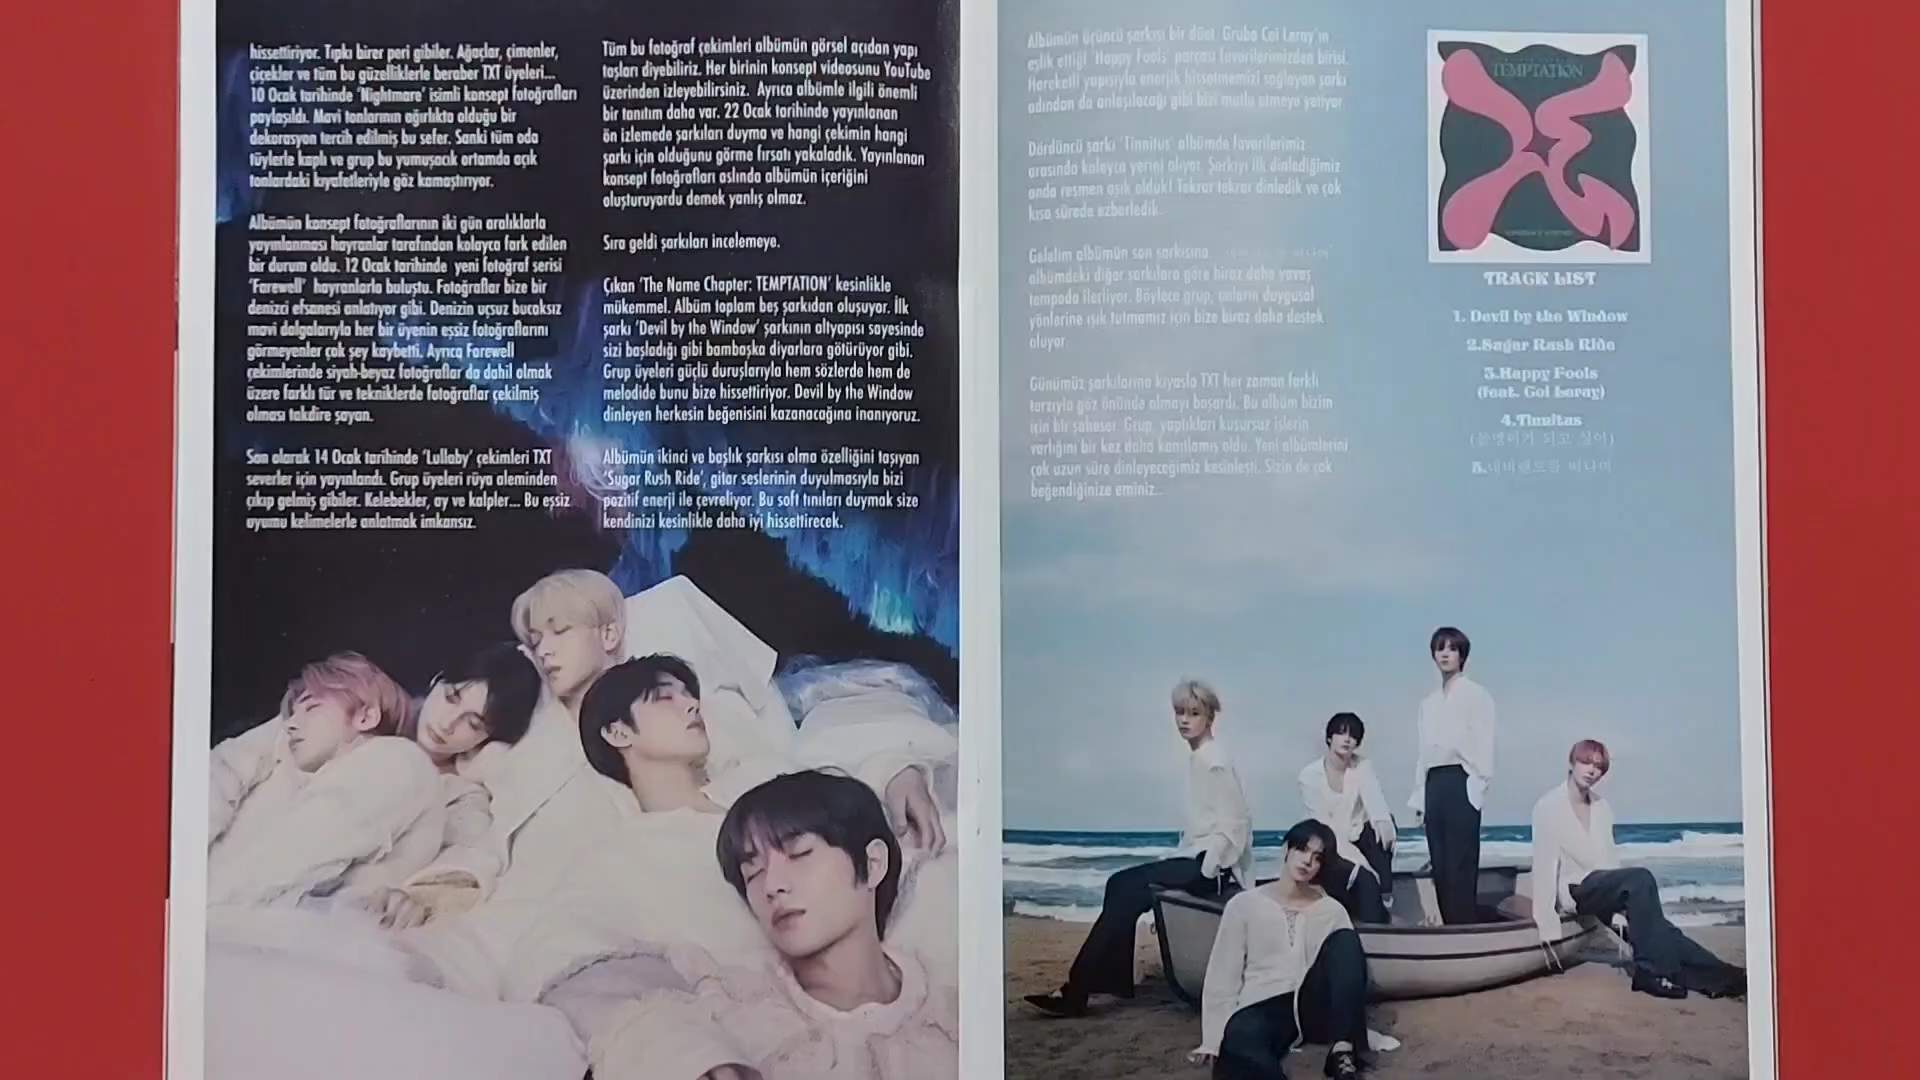 hissettiriyor. Tıpkı birer peri gibiler. Ağaçlar, çimenler,
çiçekler ve tüm bu güzelliklerle beraber TXT üyeleri...
10 Ocak tarihinde 'Nightmare' isimli konsept fotoğrafları
paylaşıldı. Mavi tonlarının ağırlıkta olduğu bir
dekorasyon tercih edilmiş bu sefer. Sanki tüm oda
tüylerle kaplı ve grup bu yumuşacık ortamda açık
tonlardaki kıyafetleriyle göz kamaştırıyor.
Albümün konsept fotoğraflarının iki gün aralıklarla
yayınlanması hayranlar tarafından kolayca fark edilen
bir durum oldu. 12 Ocak tarihinde yeni fotoğraf serisi
'Farewell' hayranlarla buluştu. Fotoğraflar bize bir
denizci efsanesi anlatıyor gibi. Denizin uçsuz bucaksız
mavi dalgalarıyla her bir üyenin eşsiz fotoğraflarını
görmeyenler çok şey kaybetti. Ayrıca Farewell
çekimlerinde siyah-beyaz fotoğraflar da dahil olmak
üzere farklı tür ve tekniklerde fotoğraflar çekilmiş
olması takdire şayan.
Son olarak 14 Ocak tarihinde 'Lullaby' çekimleri TXT
severler için yayınlandı. Grup üyeleri rüya aleminden
çıkıp gelmiş gibiler. Kelebekler, ay ve kalpler... Bu eşsiz
uyumu kelimelerle anlatmak imkansız.
Tüm bu fotoğraf çekimleri albümün görsel açıdan yapı
taşları diyebiliriz. Her birinin konsept videosunu YouTube
üzerinden izleyebilirsiniz. Ayrıca albümle ilgili önemli
bir tanıtım daha var. 22 Ocak tarihinde yayınlanan
ön izlemede şarkıları duyma ve hangi çekimin hangi
şarkı için olduğunu görme fırsatı yakaladık. Yayınlanan
konsept fotoğrafları aslında albümün içeriğini
oluşturuyordu demek yanlış olmaz.
Sıra geldi şarkıları incelemeye.
Çıkan 'The Name Chapter: TEMPTATION' kesinlikle
mükemmel. Albüm toplam beş şarkıdan oluşuyor. İlk
şarkı 'Devil by the Window' şarkının altyapısı sayesinde
sizi başladığı gibi bambaşka diyarlara götürüyor gibi.
Grup üyeleri güçlü duruşlarıyla hem sözlerde hem de
melodide bunu bize hissettiriyor. Devil by the Window
dinleyen herkesin beğenisini kazanacağına inanıyoruz.
Albümün ikinci ve başlık şarkısı olma özelliğini taşıyan
'Sugar Rush Ride', gitar seslerinin duyulmasıyla bizi
pozitif enerji ile çevreliyor. Bu soft tınıları duymak size
kendinizi kesinlikle daha iyi hissettirecek.
Albümün üçüncü şarkısı bir düet. Gruba Coi Leray'ın
eşlik ettiği 'Happy Fools' parçası favorilerimizden birisi.
Hareketli yapısıyla enerjik hissetmemizi sağlayan şarkı
adından da anlaşılacağı gibi bizi mutlu etmeye yetiyor.
Dördüncü şarkı 'Tinnitus' albümde favorilerimiz
arasında kolayca yerini alıyor. Şarkıyı ilk dinlediğimiz
anda resmen aşık olduk! Tekrar tekrar dinledik ve çok
kısa sürede ezberledik.
Gelelim albümün son şarkısına.
albümdeki diğer şarkılara göre biraz daha yavaş
tempoda ilerliyor. Böylece grup, onların duygusal
yönlerine ışık tutmamız için bize biraz daha destek
oluyor.
Günümüz şarkılarına kıyasla TXT her zaman farklı
tarzıyla göz önünde olmayı başardı. Bu albüm bizim
için bir şaheser. Grup, yaptıkları kusursuz işlerin
varlığını bir kez daha kanıtlamış oldu. Yeni albümlerini
çok uzun süre dinleyeceğimiz kesinleşti. Sizin de çok
beğendiğinize eminiz..
TEMPTATION
TRACK LIST
1. Devil by the Window
2.Sugar Rush Ride
3.Happy Fools
(feat. Coi Leray)
4.Tinnitus
(돌멩이가 되고 싶어)
5.네버랜드를 떠나며